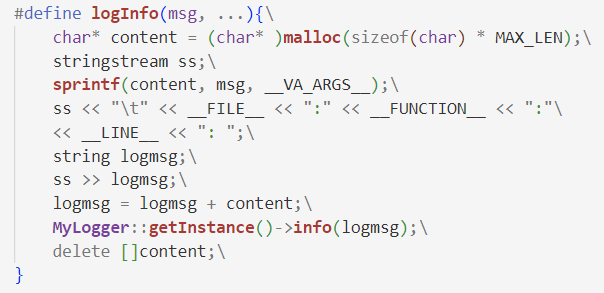 #define logInfo(msg, ...){\
    char* content = (char* )malloc(sizeof(char) * MAX_LEN);\
    stringstream ss;\
    sprintf(content, msg, __VA_ARGS__);\
    ss << "\t" << __FILE__ << ":" << __FUNCTION__ << ":"\
    << __LINE__ << ": ";\
    string logmsg;\
    ss >> logmsg;\
    logmsg = logmsg + content;\
    MyLogger::getInstance()->info(logmsg);\
    delete []content;\
}